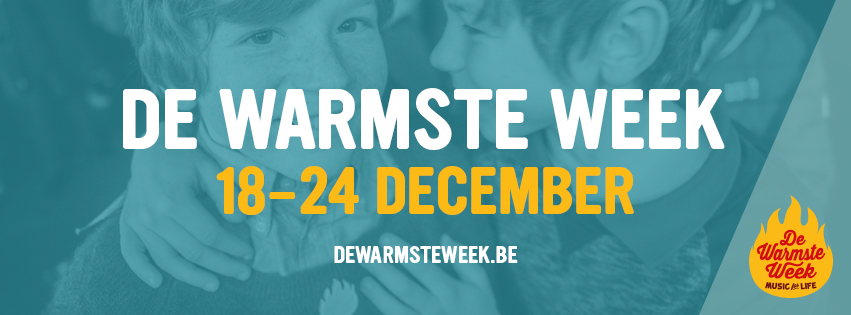 DE WARMSTE WEEK
18–24 DECEMBER
DEWARMSTEWEEK.BE
De
Warmste
Week
MUSIC for LIFE